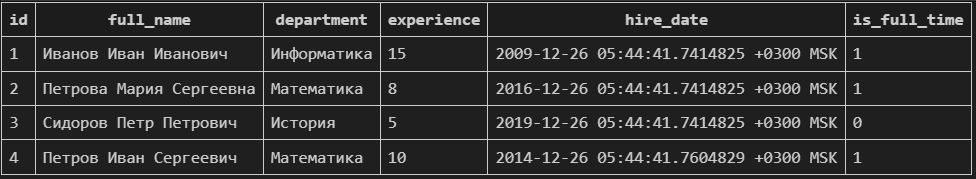 id full_name department experience hire_date is_full_time
1 Иванов Иван Иванович Информатика 15 2009-12-26 05:44:41.7414825 +0300 MSK 1
2 Петрова Мария Сергеевна Математика 8 2016-12-26 05:44:41.7414825 +0300 MSK 1
3 Сидоров Петр Петрович История 5 2019-12-26 05:44:41.7414825 +0300 MSK 0
4 Петров Иван Сергеевич Математика 10 2014-12-26 05:44:41.7604829 +0300 MSK 1